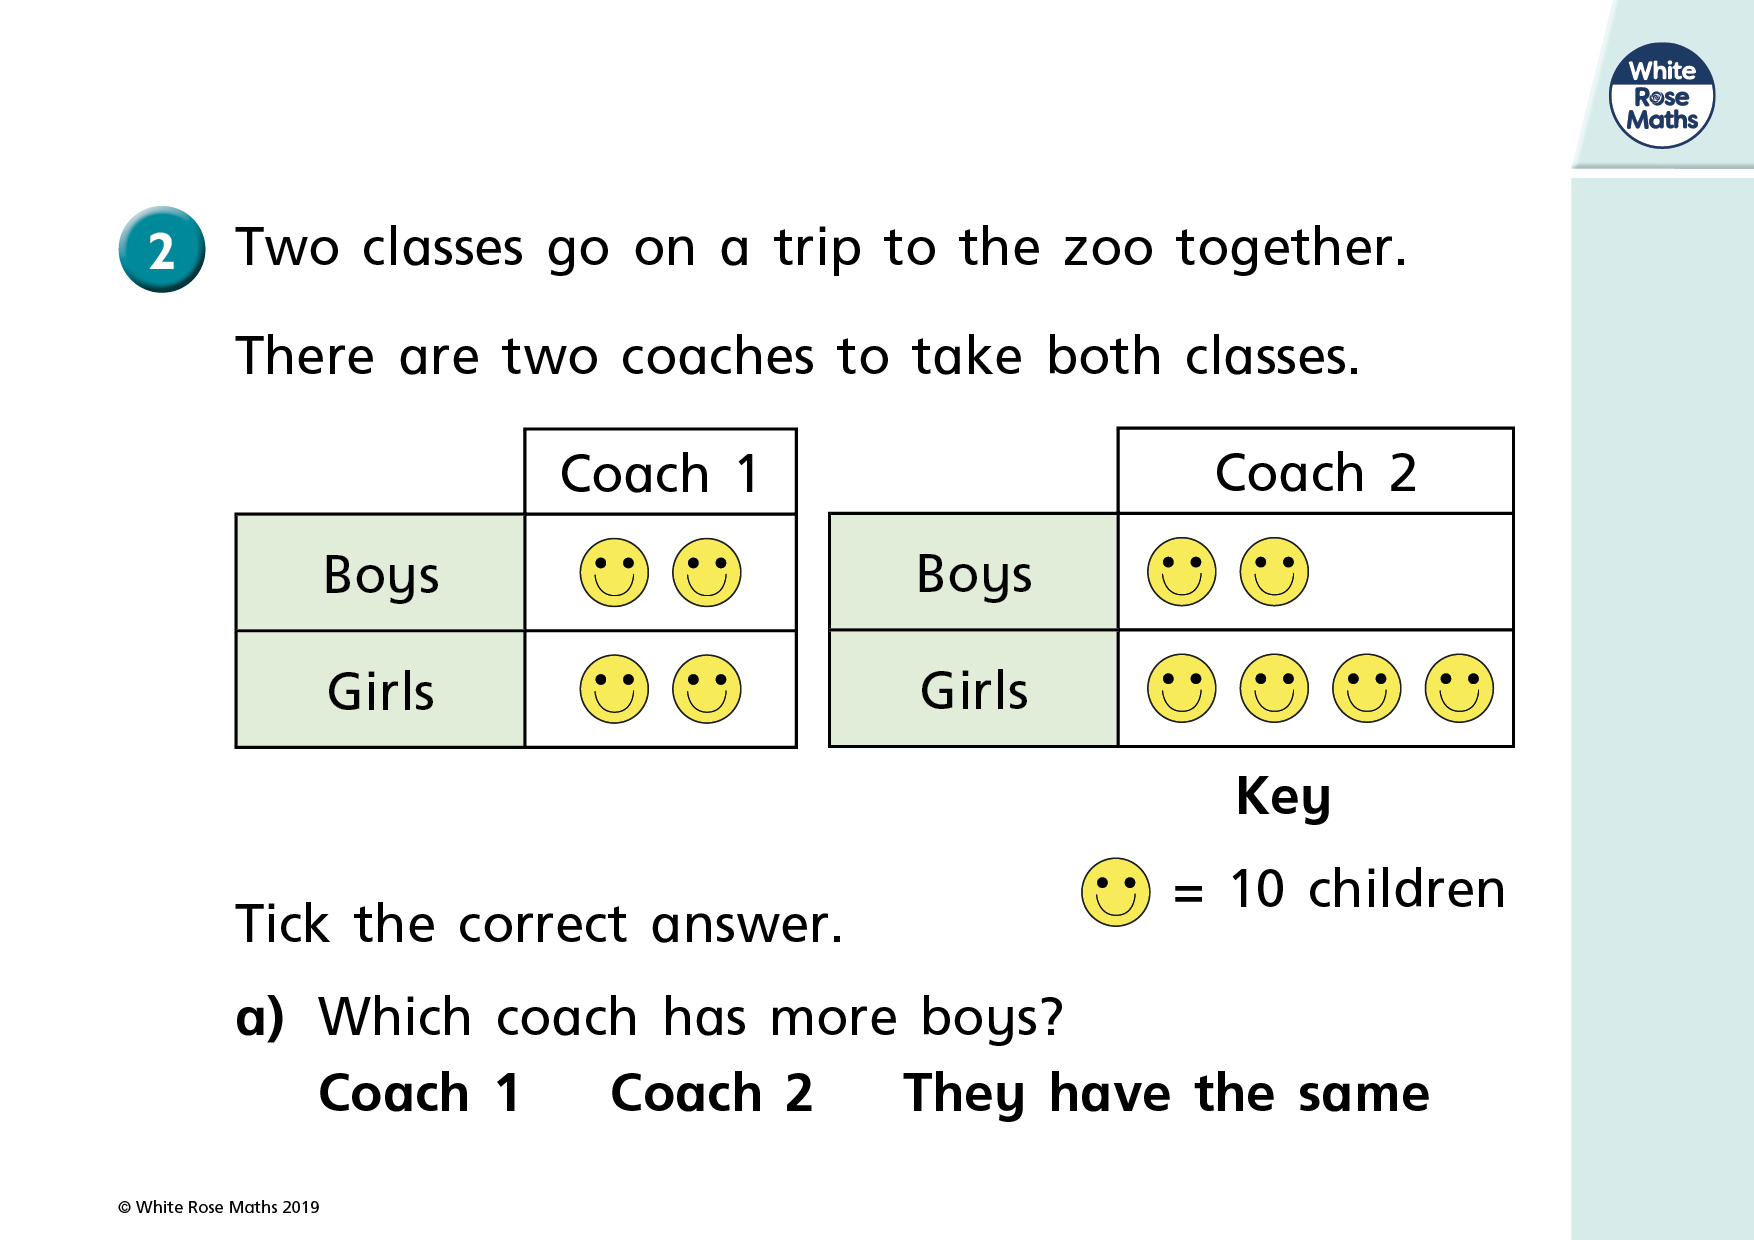 White
Rose
Maths
2 Two classes go on a trip to the zoo together.
There are two coaches to take both classes.
Coach 1
Boys
Girls
Coach 2
Boys
Girls
Key
= 10 children
Tick the correct answer.
a) Which coach has more boys?
Coach 1 Coach 2 They have the same
© White Rose Maths 2019